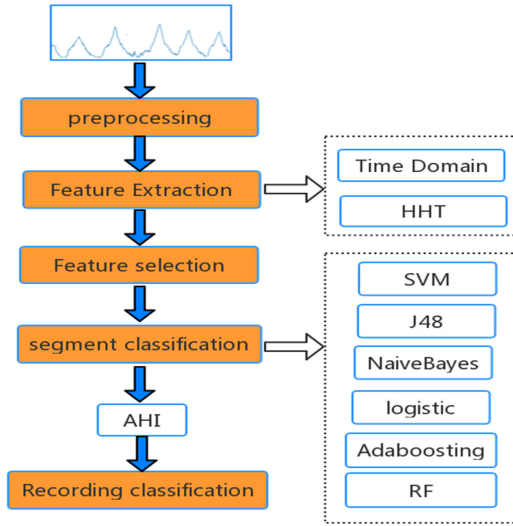 preprocessing
Feature Extraction
Time Domain
HHT
Feature selection
segment classification
SVM
J48
NaiveBayes
logistic
Adaboosting
RF
AHI
Recording classification